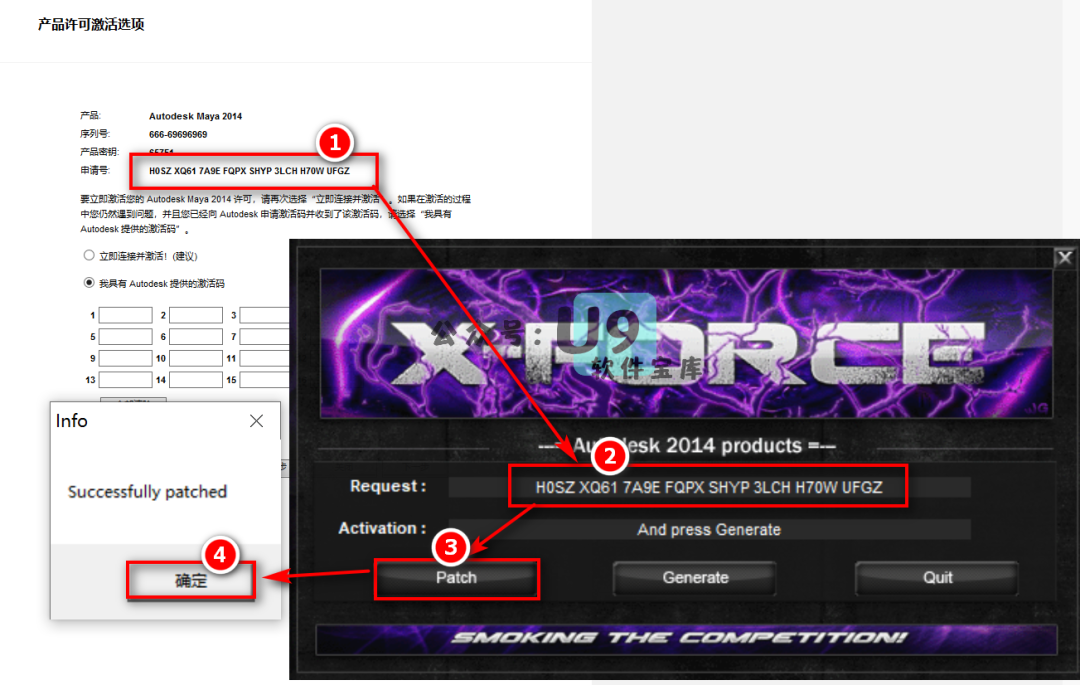 产品许可激活选项
产品: Autodesk Maya 2014
序列号: 666-69696969
产品密钥: 65751
申请号: H0SZ XQ61 7A9E FQPX SHYP 3LCH H70W UFGZ
1
要立即激活您的 Autodesk Maya 2014 许可，请再次选择“立即连接并激活”。如果在激活的过程
中您仍然遇到问题，并且您已经向 Autodesk 申请激活码并收到了该激活码，请选择“我具有
Autodesk 提供的激活码”。
立即连接并激活! (建议)
我具有 Autodesk 提供的激活码
1 2 3
5 6 7
9 10 11
13 14 15
Info
Successfully patched
4
确定
X-FORCE
公众号: U9
软件宝库
JG
---= Autodesk 2014 products =---
2
Request : H0SZ XQ61 7A9E FQPX SHYP 3LCH H70W UFGZ
Activation : And press Generate
3
Patch Generate Quit
SMOKING THE COMPETITION!